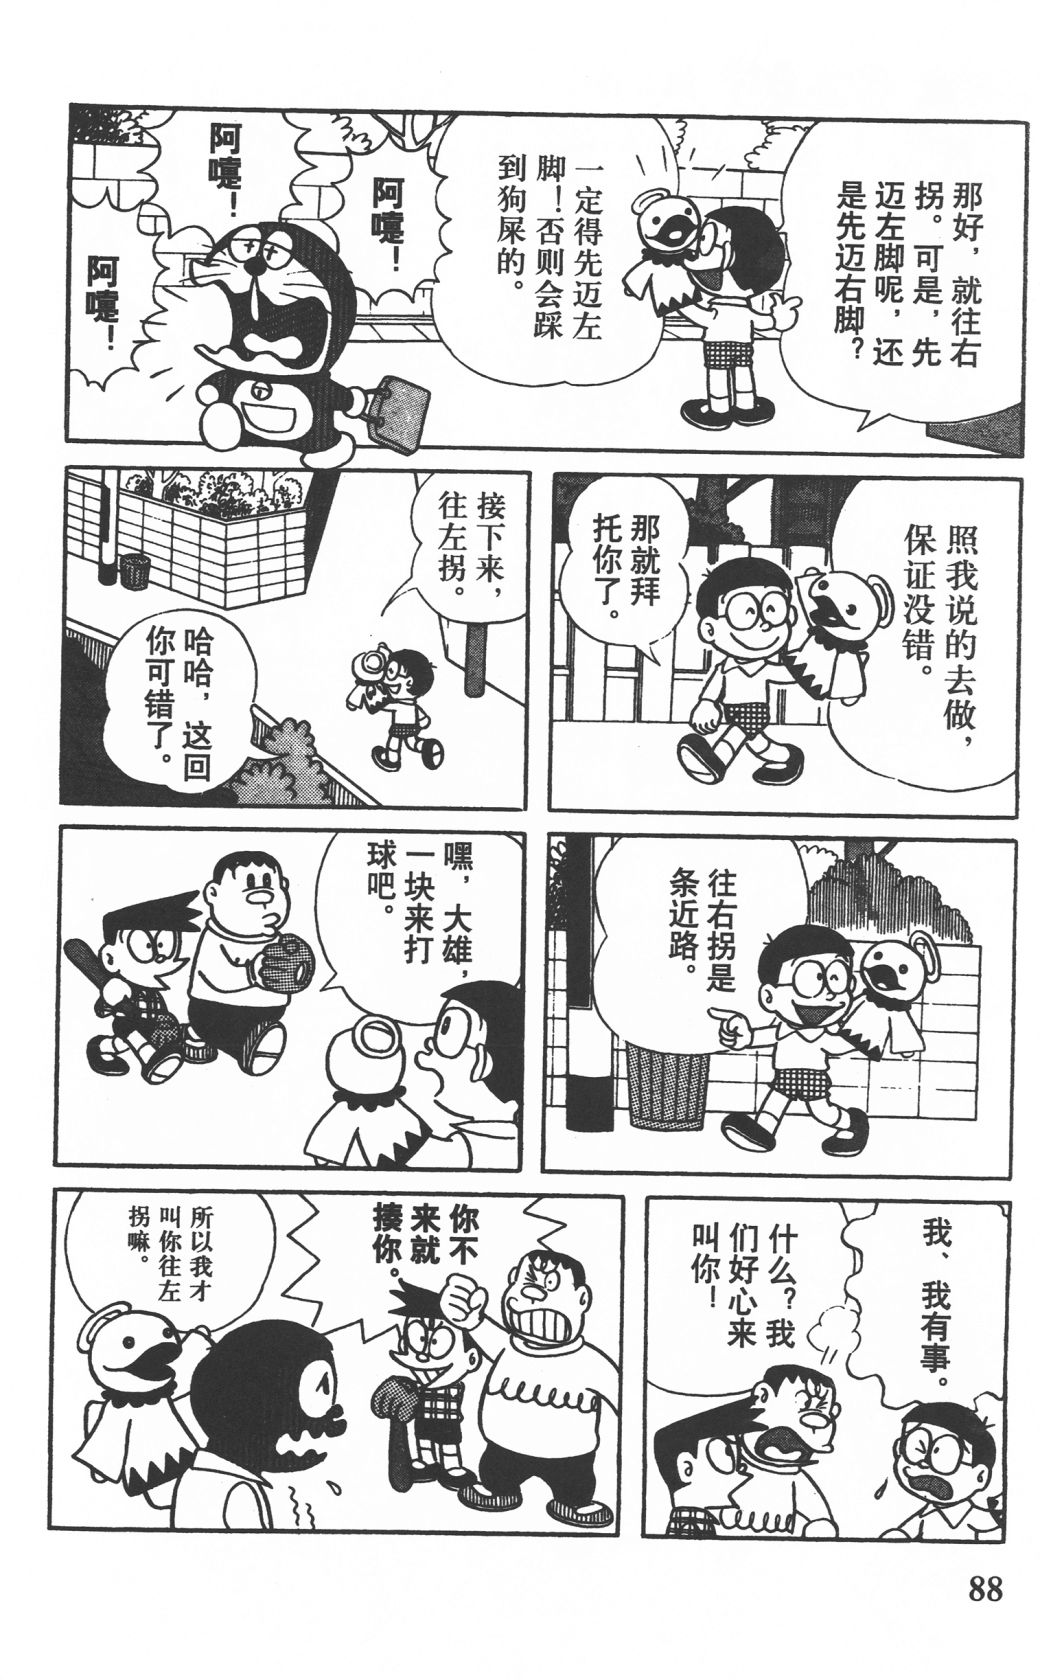 那好，就往右
拐。可是，先
迈左脚呢，还
是先迈右脚？
一定得先迈左
脚！否则会踩
到狗屎的。
阿嚏！
阿嚏！
阿嚏！
照我说的去做，
保证没错。
那就拜
托你了。
接下来，
往左拐。
哈哈，这回
你可错了。
往右拐是
条近路。
嘿，大雄，
一块来打
球吧。
我、我有事。
什么？我
们好心来
叫你！
你不
来就
揍你。
所以我才
叫你往左
拐嘛。
88